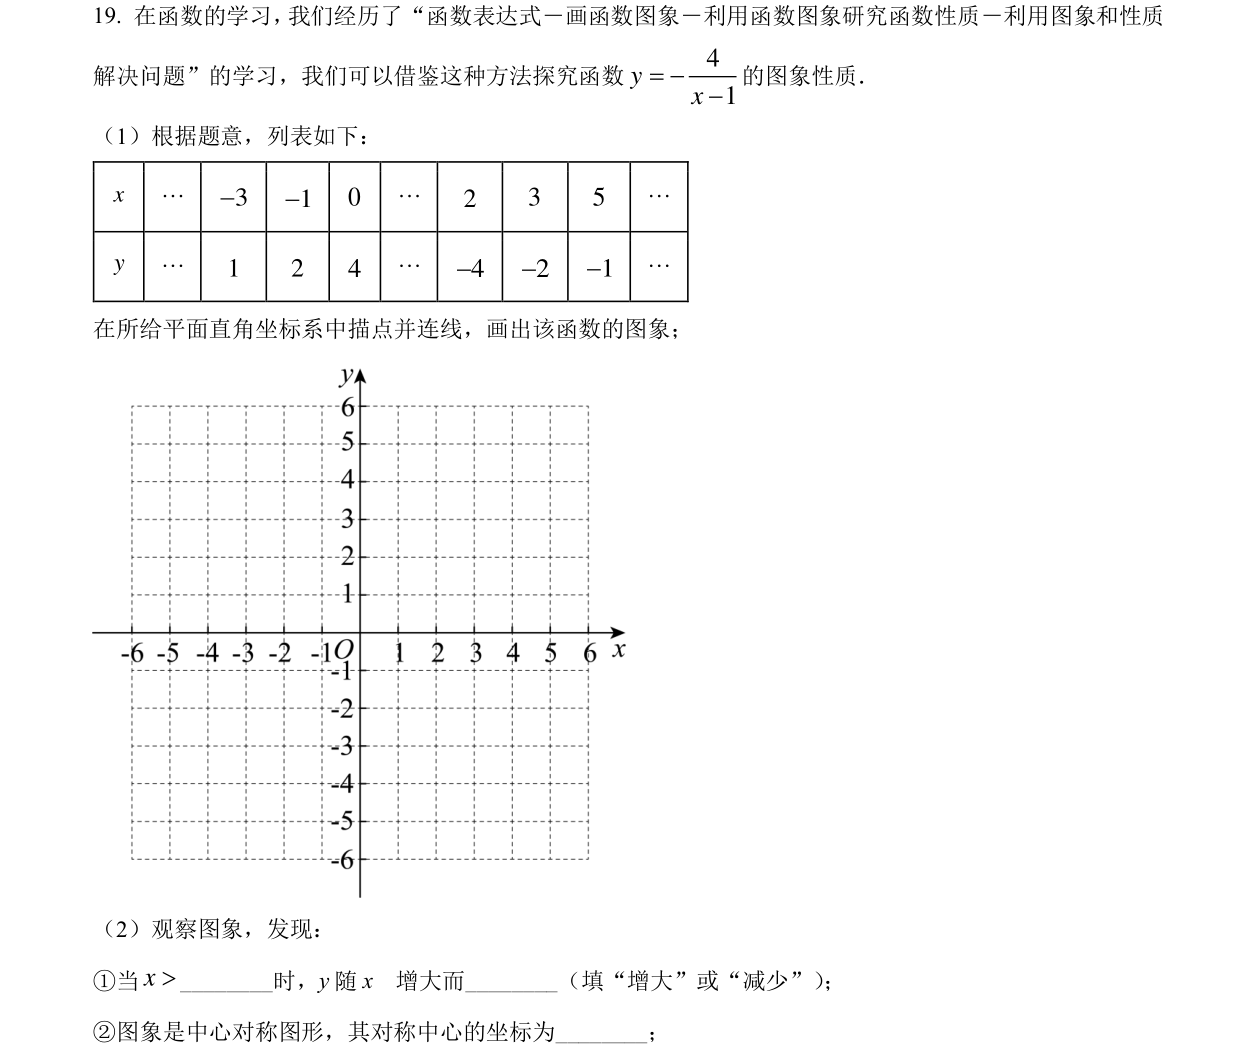 19. 在函数的学习，我们经历了“函数表达式－画函数图象－利用函数图象研究函数性质－利用图象和性质
解决问题”的学习，我们可以借鉴这种方法探究函数 y = −4/(x−1) 的图象性质．
（1）根据题意，列表如下：
x … −3 −1 0 … 2 3 5 …
y … 1 2 4 … −4 −2 −1 …
在所给平面直角坐标系中描点并连线，画出该函数的图象；
y
6
5
4
3
2
1
-6 -5 -4 -3 -2 -1 O 1 2 3 4 5 6 x
-1
-2
-3
-4
-5
-6
（2）观察图象，发现：
①当 x > ________时，y 随 x 增大而________（填“增大”或“减少”）；
②图象是中心对称图形，其对称中心的坐标为________；